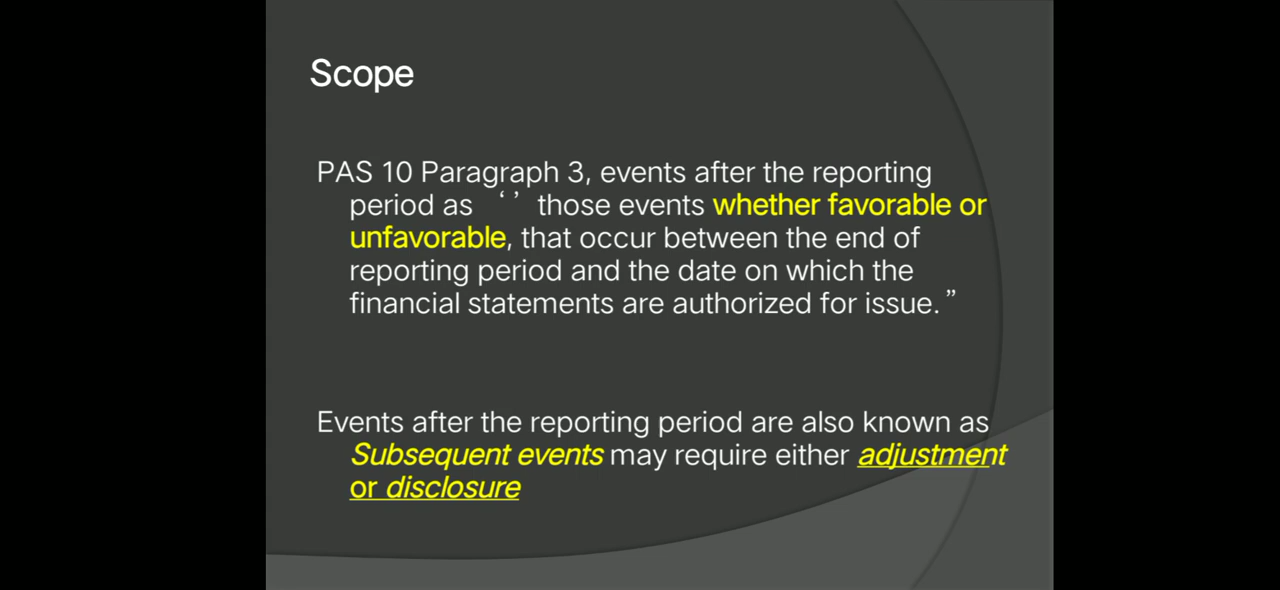 Scope
PAS 10 Paragraph 3, events after the reporting
period as ‘’ those events whether favorable or
unfavorable, that occur between the end of
reporting period and the date on which the
financial statements are authorized for issue.”
Events after the reporting period are also known as
Subsequent events may require either adjustment
or disclosure